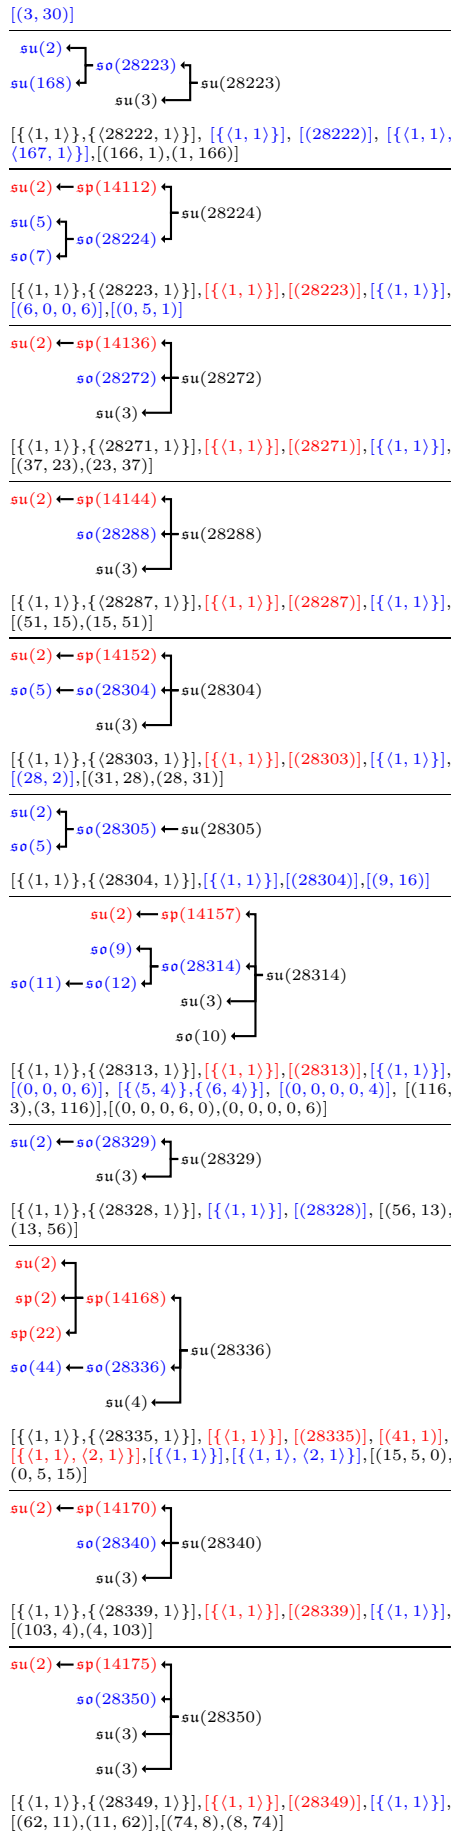 [(3, 30)]
su(2)
so(28223)
su(168)
su(28223)
su(3)
[{⟨1, 1⟩},{⟨28222, 1⟩}], [{⟨1, 1⟩}], [(28222)], [{⟨1, 1⟩,
⟨167, 1⟩}],[(166, 1),(1, 166)]
su(2) sp(14112)
su(5) su(28224)
so(28224)
so(7)
[{⟨1, 1⟩},{⟨28223, 1⟩}],[{⟨1, 1⟩}],[(28223)],[{⟨1, 1⟩}],
[(6, 0, 0, 6)],[(0, 5, 1)]
su(2) sp(14136)
so(28272) su(28272)
su(3)
[{⟨1, 1⟩},{⟨28271, 1⟩}],[{⟨1, 1⟩}],[(28271)],[{⟨1, 1⟩}],
[(37, 23),(23, 37)]
su(2) sp(14144)
so(28288) su(28288)
su(3)
[{⟨1, 1⟩},{⟨28287, 1⟩}],[{⟨1, 1⟩}],[(28287)],[{⟨1, 1⟩}],
[(51, 15),(15, 51)]
su(2) sp(14152)
so(5) so(28304) su(28304)
su(3)
[{⟨1, 1⟩},{⟨28303, 1⟩}],[{⟨1, 1⟩}],[(28303)],[{⟨1, 1⟩}],
[(28, 2)],[(31, 28),(28, 31)]
su(2)
so(28305) su(28305)
so(5)
[{⟨1, 1⟩},{⟨28304, 1⟩}],[{⟨1, 1⟩}],[(28304)],[(9, 16)]
su(2) sp(14157)
so(9)
so(28314)
so(11) so(12) su(28314)
su(3)
so(10)
[{⟨1, 1⟩},{⟨28313, 1⟩}],[{⟨1, 1⟩}],[(28313)],[{⟨1, 1⟩}],
[(0, 0, 0, 6)], [{⟨5, 4⟩},{⟨6, 4⟩}], [(0, 0, 0, 0, 4)], [(116,
3),(3, 116)],[(0, 0, 0, 6, 0),(0, 0, 0, 0, 6)]
su(2) so(28329)
su(28329)
su(3)
[{⟨1, 1⟩},{⟨28328, 1⟩}], [{⟨1, 1⟩}], [(28328)], [(56, 13),
(13, 56)]
su(2)
sp(2) sp(14168)
sp(22)
su(28336)
so(44) so(28336)
su(4)
[{⟨1, 1⟩},{⟨28335, 1⟩}], [{⟨1, 1⟩}], [(28335)], [(41, 1)],
[{⟨1, 1⟩, ⟨2, 1⟩}],[{⟨1, 1⟩}],[{⟨1, 1⟩, ⟨2, 1⟩}],[(15, 5, 0),
(0, 5, 15)]
su(2) sp(14170)
so(28340) su(28340)
su(3)
[{⟨1, 1⟩},{⟨28339, 1⟩}],[{⟨1, 1⟩}],[(28339)],[{⟨1, 1⟩}],
[(103, 4),(4, 103)]
su(2) sp(14175)
so(28350)
su(28350)
su(3)
su(3)
[{⟨1, 1⟩},{⟨28349, 1⟩}],[{⟨1, 1⟩}],[(28349)],[{⟨1, 1⟩}],
[(62, 11),(11, 62)],[(74, 8),(8, 74)]